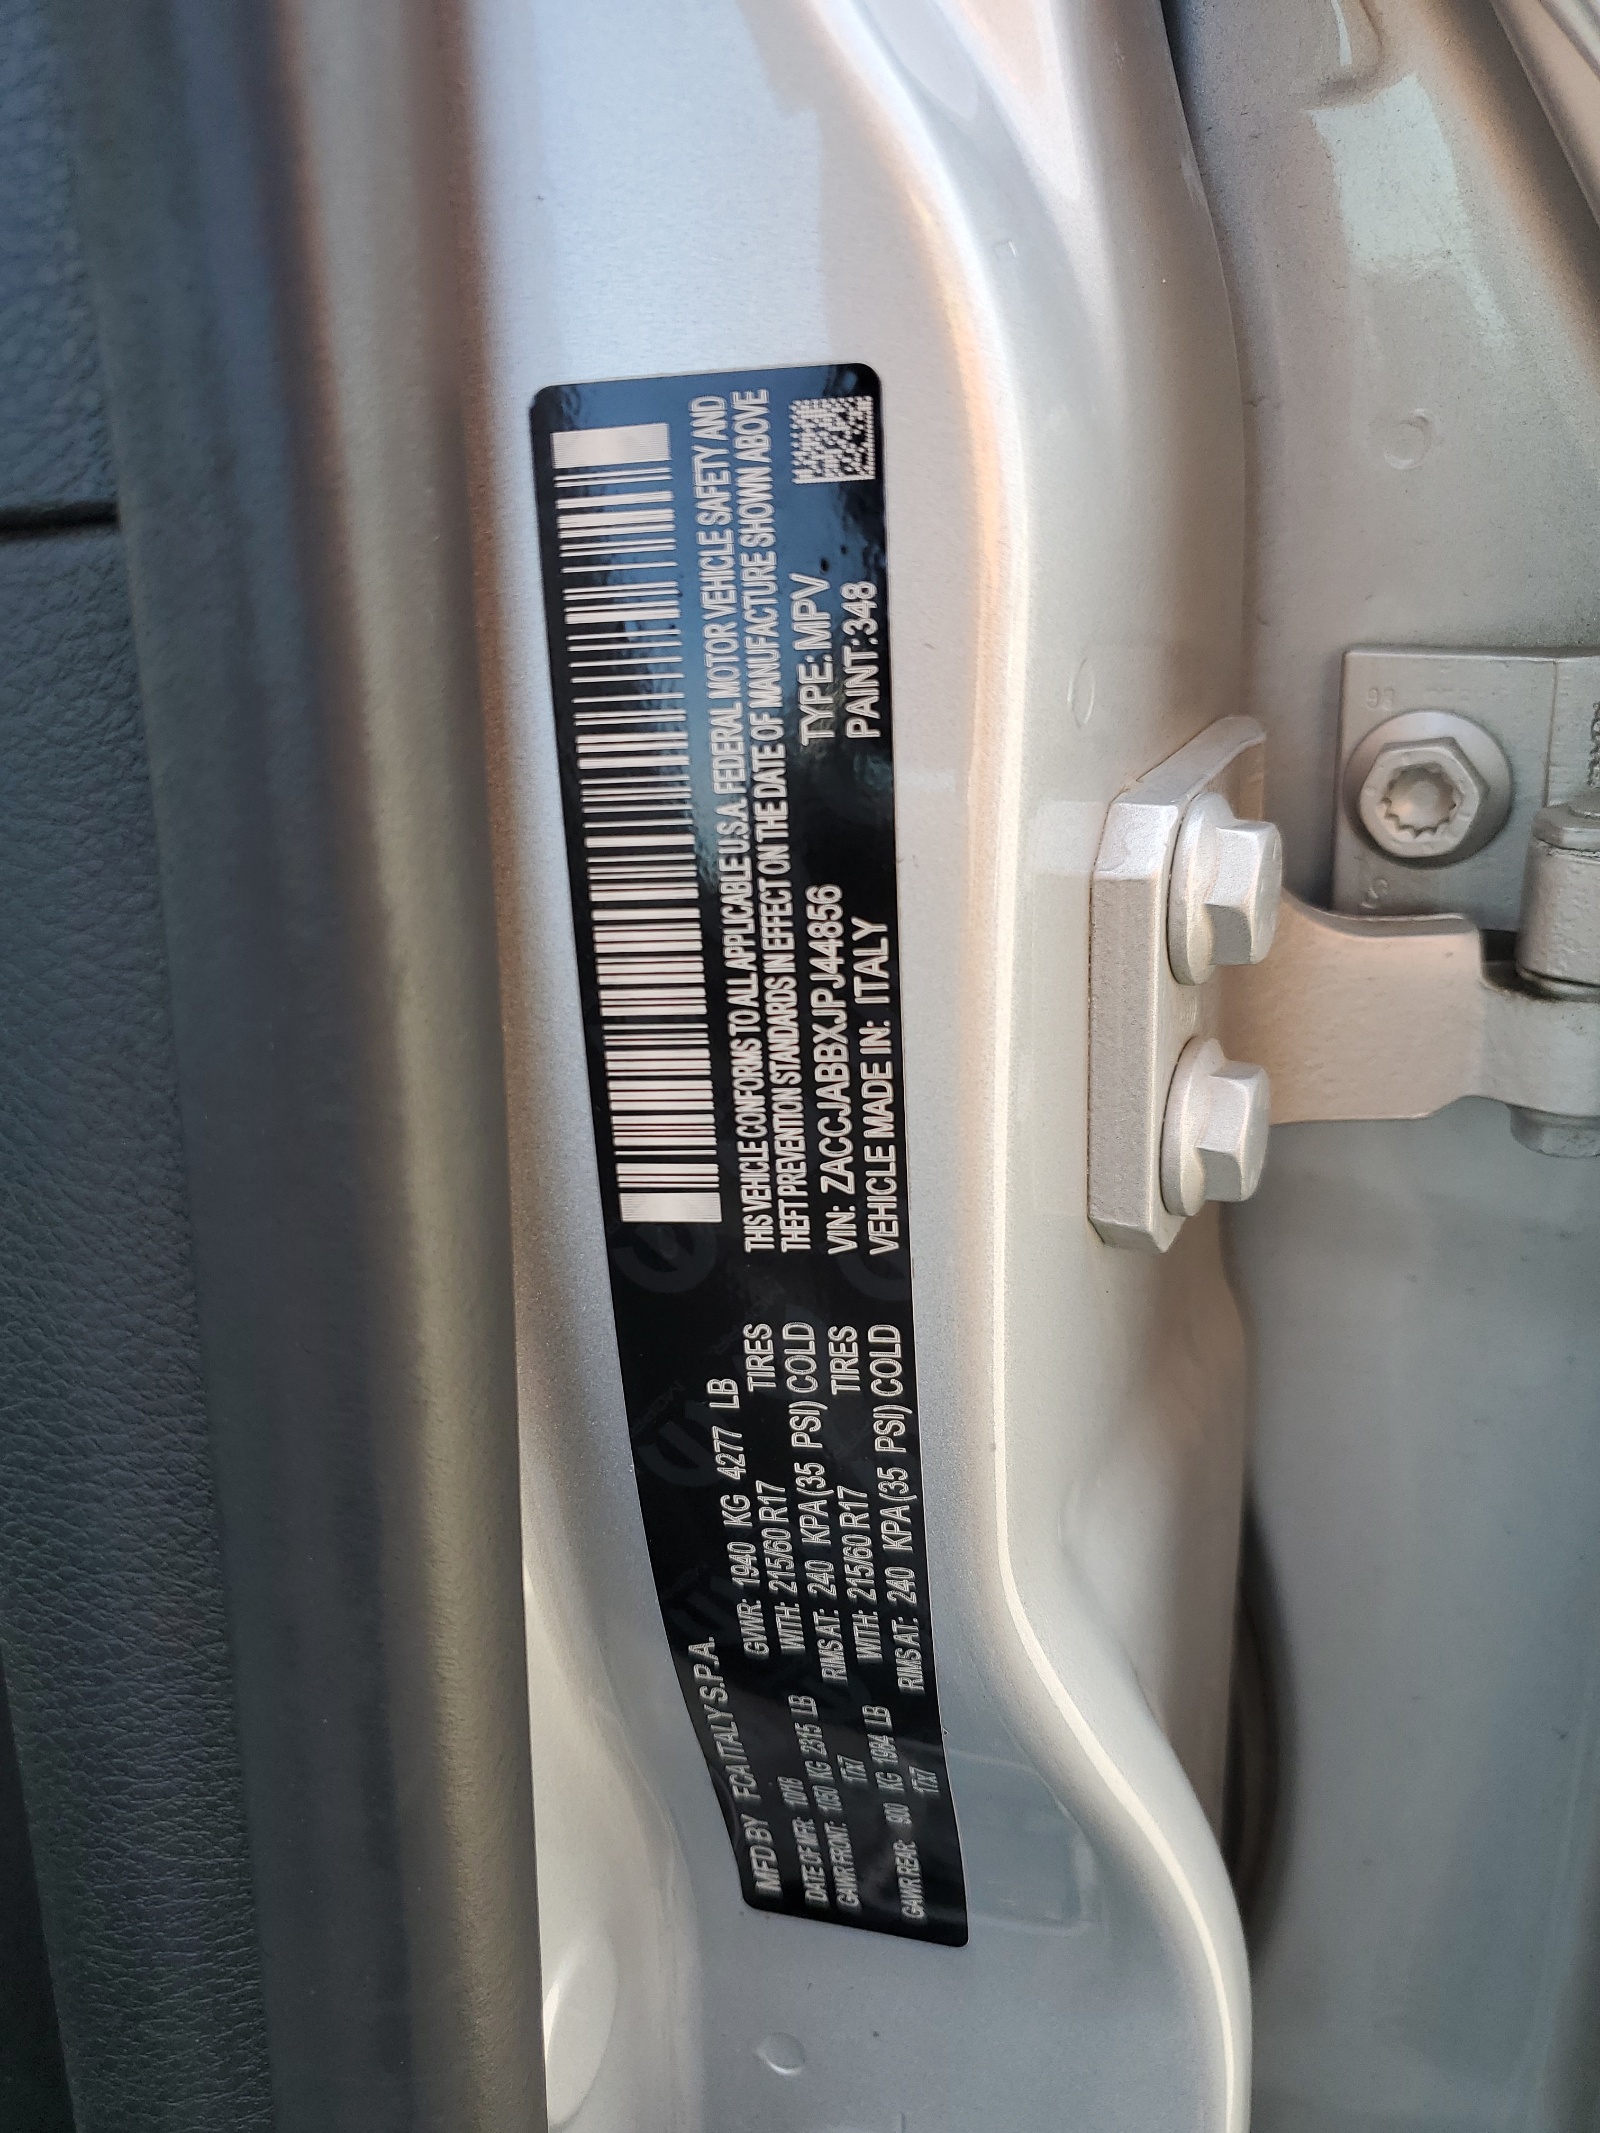 MFD BY FCA ITALY S.P.A.
DATE OF MFR: 10-16
GVWR: 1940 KG 4277 LB
GAWR FRONT: 1050 KG 2315 LB
WITH: 215/60 R17 TIRES
17x7 RIMS AT: 240 KPA(35 PSI) COLD
GAWR REAR: 900 KG 1984 LB
WITH: 215/60 R17 TIRES
17x7 RIMS AT: 240 KPA(35 PSI) COLD
THIS VEHICLE CONFORMS TO ALL APPLICABLE U.S.A. FEDERAL MOTOR VEHICLE SAFETY AND
THEFT PREVENTION STANDARDS IN EFFECT ON THE DATE OF MANUFACTURE SHOWN ABOVE
VIN: ZACCJABBXJPJ44856 TYPE: MPV
VEHICLE MADE IN: ITALY PAINT:348